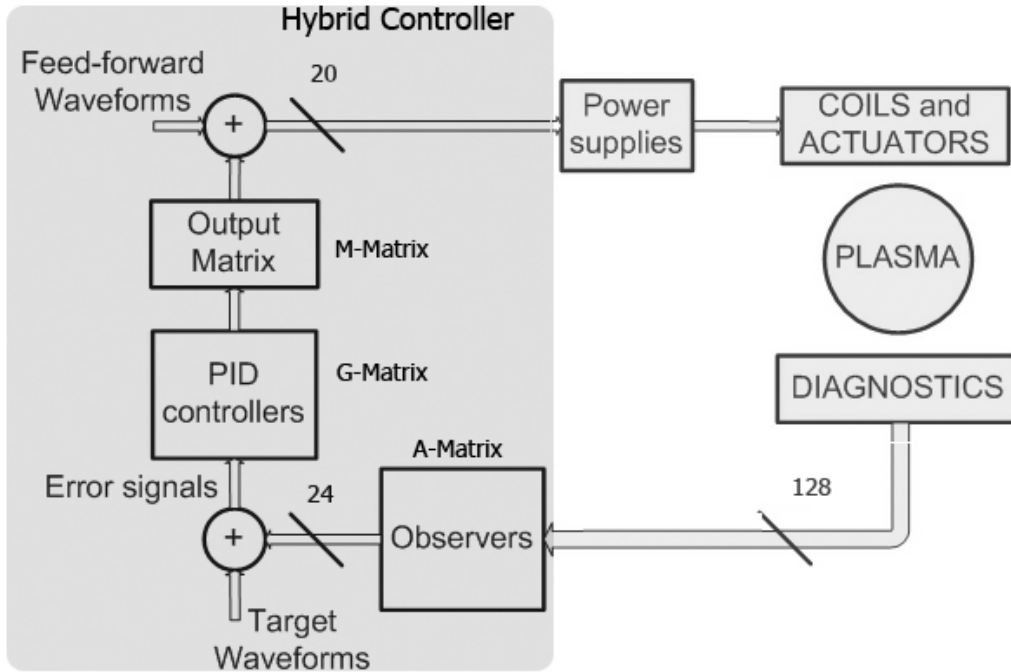 Hybrid Controller
Feed-forward
Waveforms
20
+
Power
supplies
COILS and
ACTUATORS
Output
Matrix
M-Matrix
PLASMA
PID
controllers
G-Matrix
DIAGNOSTICS
A-Matrix
Error signals
24
128
+
Observers
Target
Waveforms